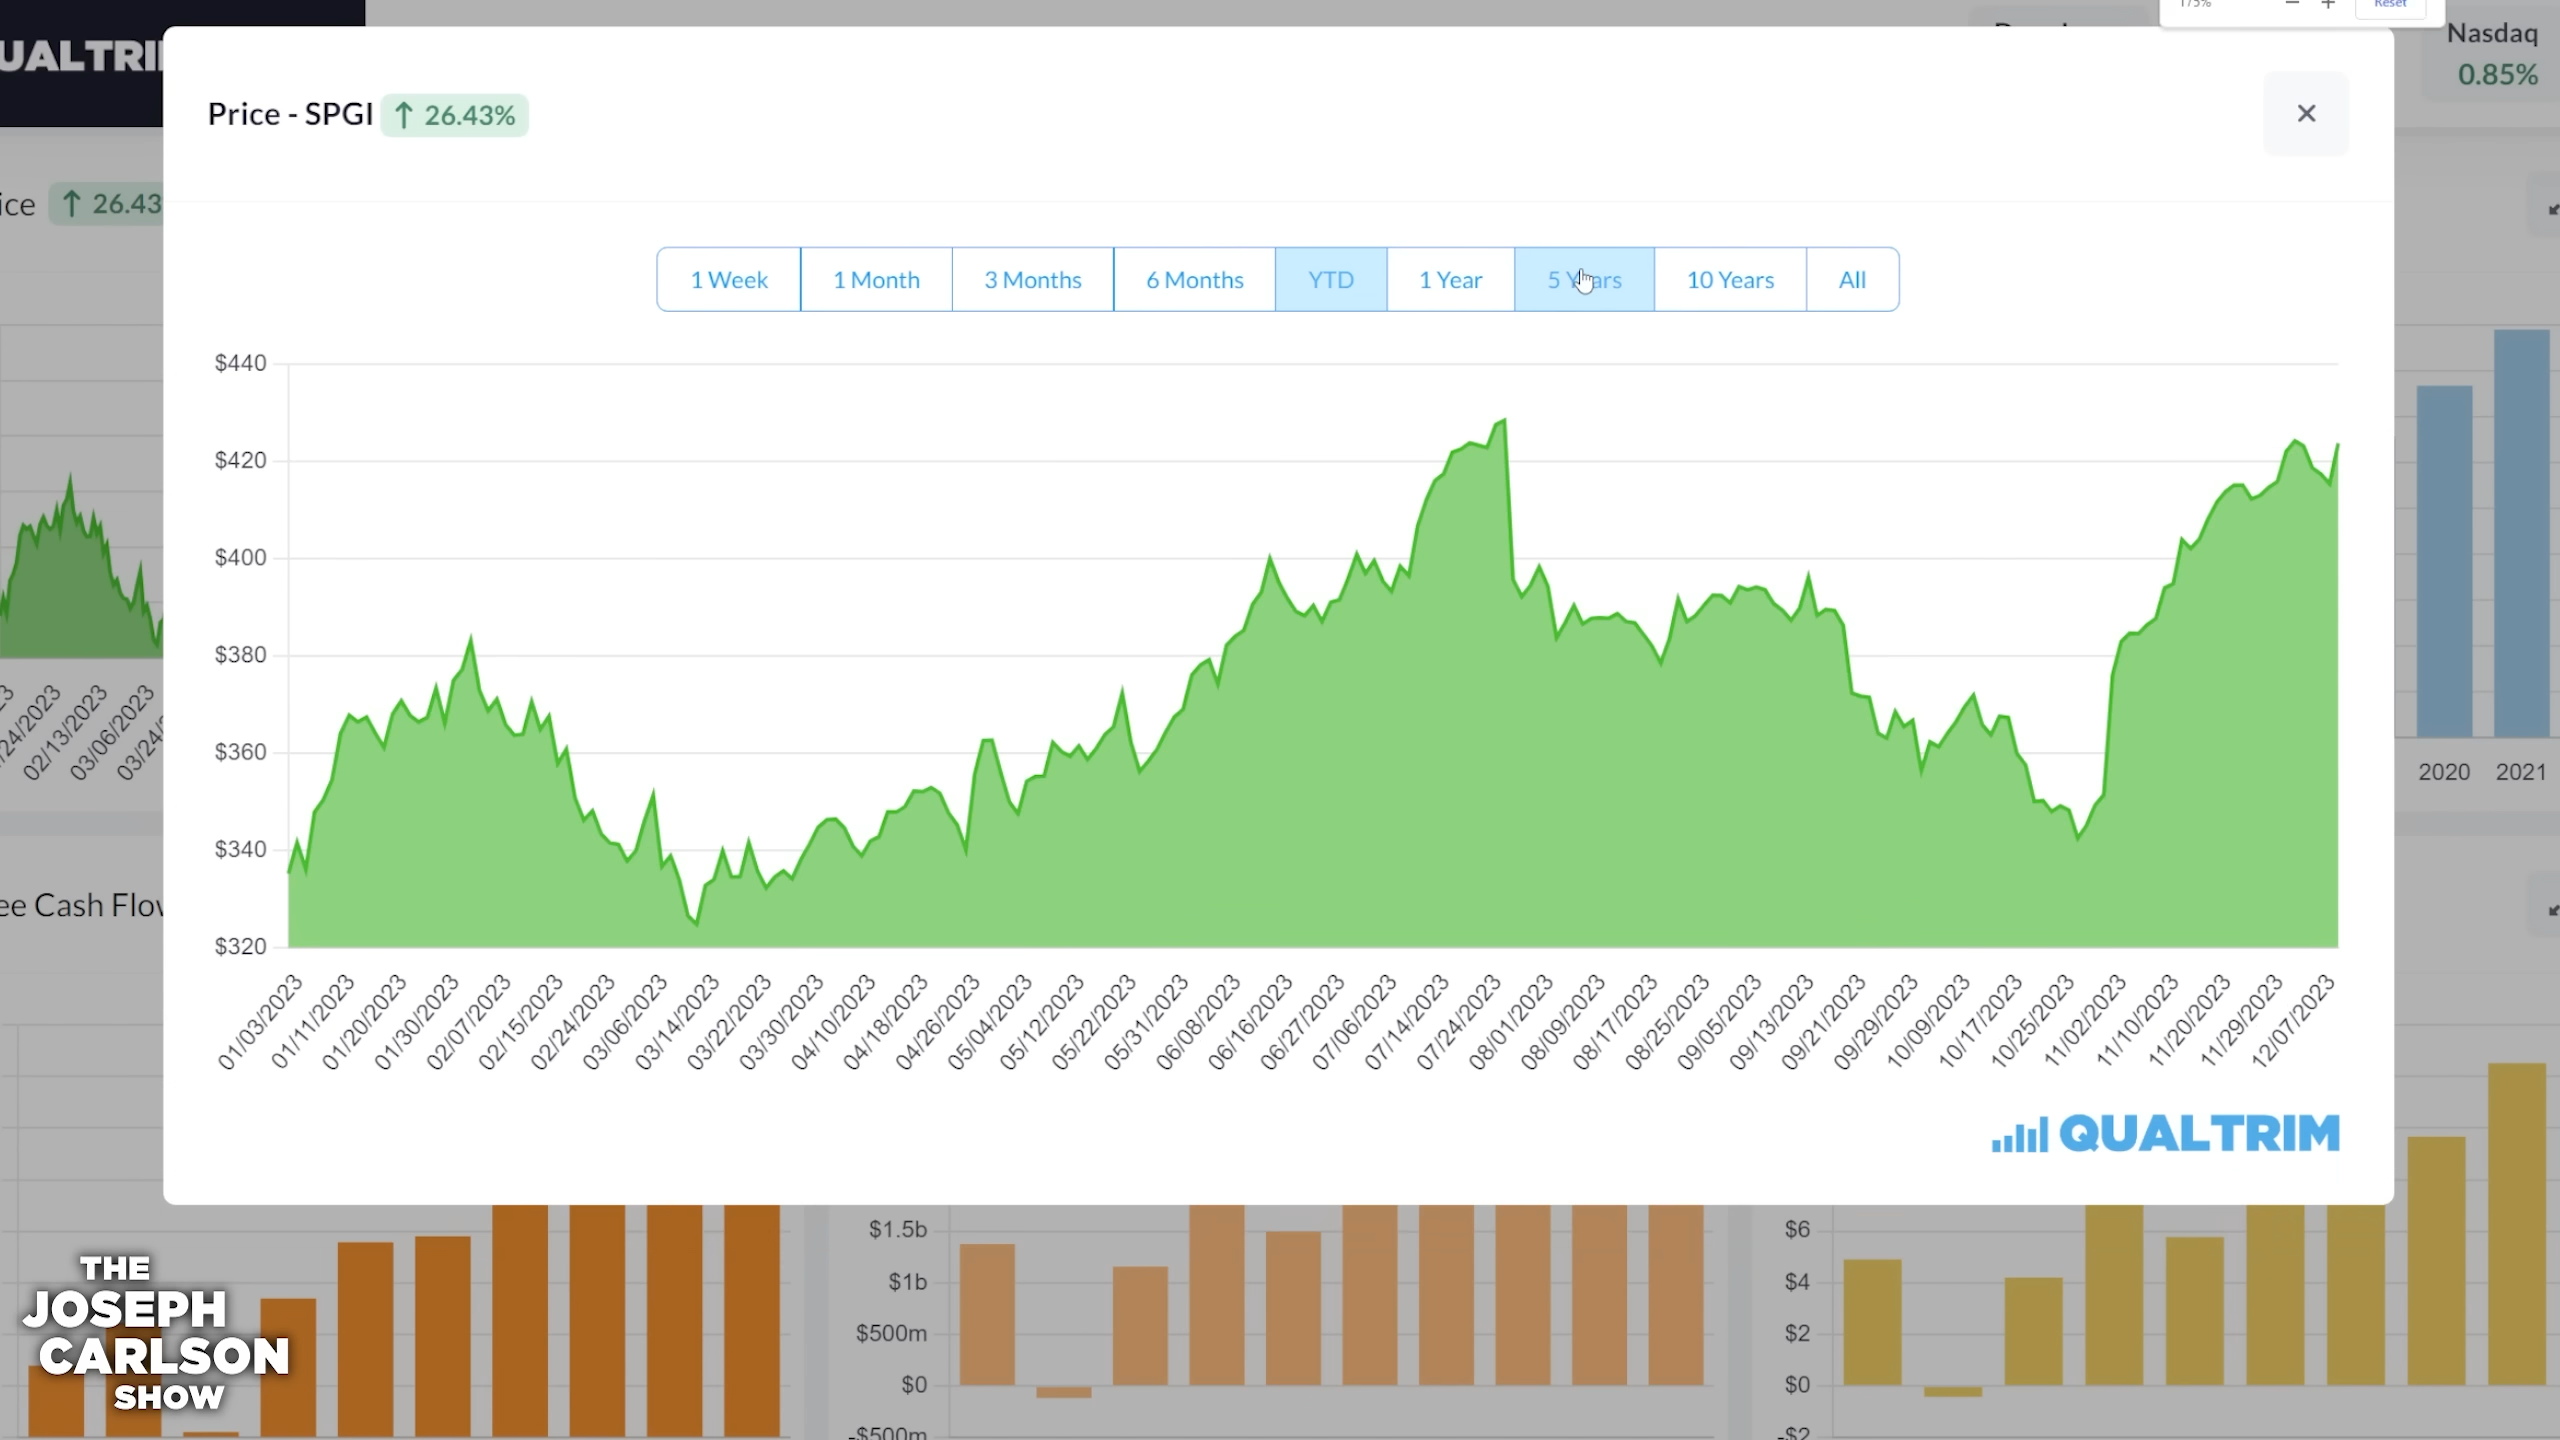 175%
Reset
UALTRI
Nasdaq
0.85%
Price - SPGI ↑ 26.43%
ice ↑ 26.43
1 Week 1 Month 3 Months 6 Months YTD 1 Year 5 Years 10 Years All
$440
$420
$400
$380
$360
$340
$320
01/03/2023 01/11/2023 01/20/2023 01/30/2023 02/07/2023 02/15/2023 02/24/2023 03/06/2023 03/14/2023 03/22/2023 03/30/2023 04/10/2023 04/18/2023 04/26/2023 05/04/2023 05/12/2023 05/22/2023 05/31/2023 06/08/2023 06/16/2023 06/27/2023 07/06/2023 07/14/2023 07/24/2023 08/01/2023 08/09/2023 08/17/2023 08/25/2023 09/05/2023 09/13/2023 09/21/2023 09/29/2023 10/09/2023 10/17/2023 10/25/2023 11/02/2023 11/10/2023 11/20/2023 11/29/2023 12/07/2023
/24/2023 02/13/2023 03/06/2023 03/24/
2020 2021
ee Cash Flow
QUALTRIM
$1.5b
$1b
$500m
$0
-$500m
$6
$4
$2
$0
-$2
THE
JOSEPH
CARLSON
SHOW